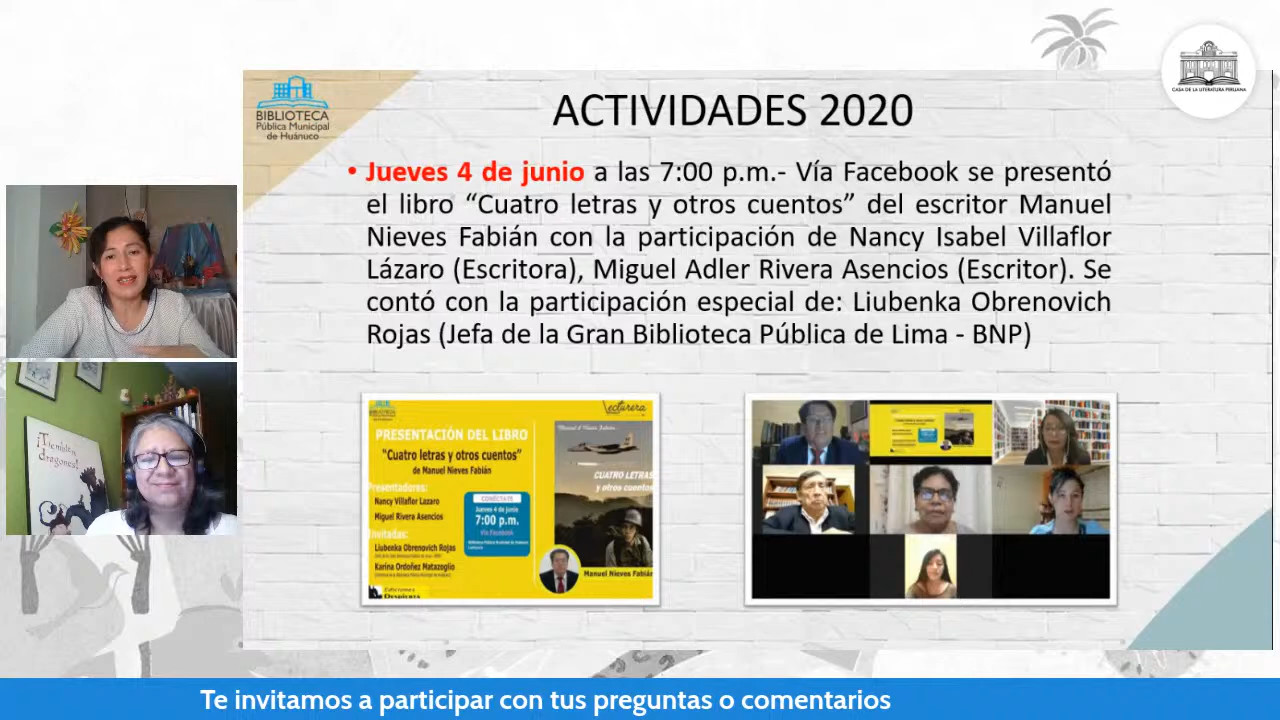 CASA DE LA LITERATURA PERUANA
BIBLIOTECA
Pública Municipal
de Huánuco
ACTIVIDADES 2020
• Jueves 4 de junio a las 7:00 p.m.- Vía Facebook se presentó
el libro “Cuatro letras y otros cuentos” del escritor Manuel
Nieves Fabián con la participación de Nancy Isabel Villaflor
Lázaro (Escritora), Miguel Adler Rivera Asencios (Escritor). Se
contó con la participación especial de: Liubenka Obrenovich
Rojas (Jefa de la Gran Biblioteca Pública de Lima - BNP)
¡Tiemblen
dragones!
BIBLIOTECA
Lecturera
PRESENTACIÓN DEL LIBRO
“Cuatro letras y otros cuentos”
de Manuel Nieves Fabián
Presentadores:
Nancy Villaflor Lazaro
Miguel Rivera Asencios
Invitadas:
Liubenka Obrenovich Rojas
Karina Ordoñez Matazoglio
CONÉCTATE
Jueves 4 de junio
7:00 p.m.
Vía Facebook
CUATRO LETRAS
y otros cuentos
Manuel Nieves Fabián
Te invitamos a participar con tus preguntas o comentarios